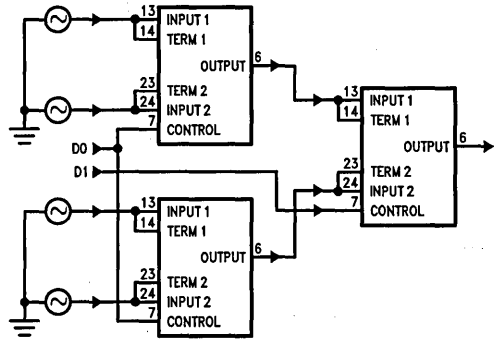 13 INPUT 1
14 TERM 1
OUTPUT 6
23 TERM 2
24 INPUT 2
7 CONTROL
D0
D1
13 INPUT 1
14 TERM 1
OUTPUT 6
23 TERM 2
24 INPUT 2
7 CONTROL
13 INPUT 1
14 TERM 1
OUTPUT 6
23 TERM 2
24 INPUT 2
7 CONTROL